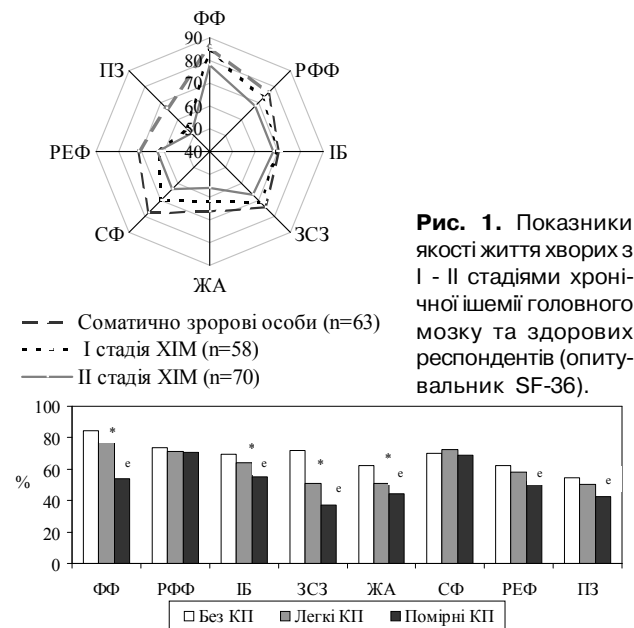 ФФ
90
80
70
60
50
40
РФФ
ІБ
ЗСЗ
ЖА
СФ
РЕФ
ПЗ
Соматично зророві особи (n=63)
І стадія ХІМ (n=58)
ІІ стадія ХІМ (n=70)
Рис. 1. Показники
якості життя хворих з
І - ІІ стадіями хроні-
чної ішемії головного
мозку та здорових
респондентів (опиту-
вальник SF-36).
100
80
60
40
20
0
%
* e * e * e * e e e
ФФ РФФ ІБ ЗСЗ ЖА СФ РЕФ ПЗ
Без КП Легкі КП Помірні КП